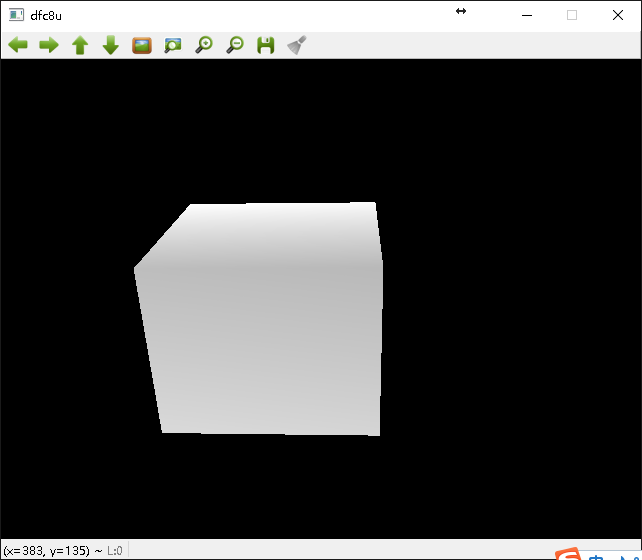 dfc8u
(x=383, y=135) ~ L:0